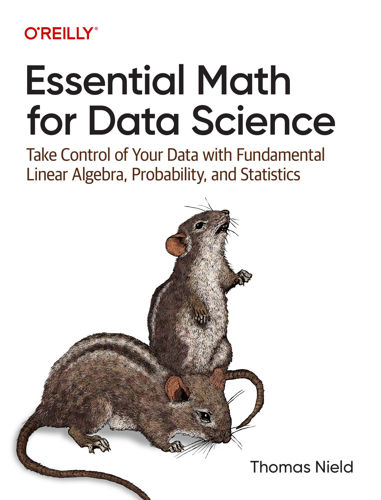 O'REILLY®
Essential Math
for Data Science
Take Control of Your Data with Fundamental
Linear Algebra, Probability, and Statistics
Thomas Nield